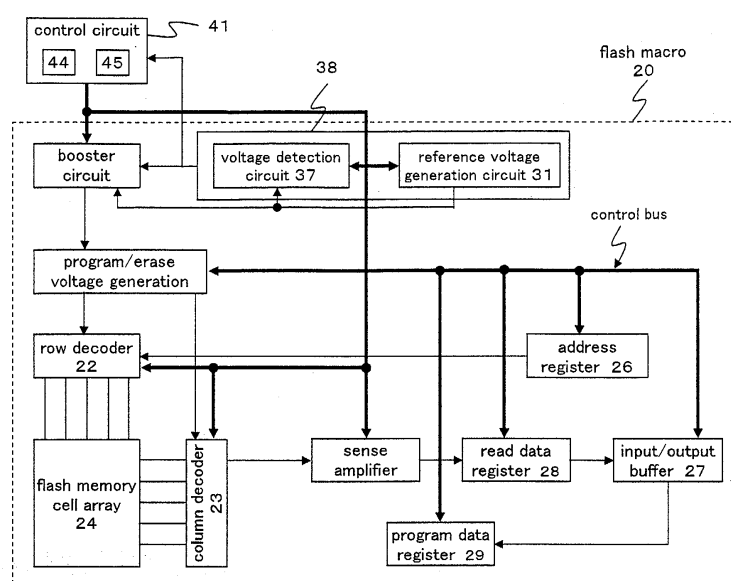 control circuit
41
44 45
38
flash macro
20
booster
circuit
voltage detection
circuit 37
reference voltage
generation circuit 31
control bus
program/erase
voltage generation
row decoder
22
address
register 26
flash memory
cell array
24
column decoder
23
sense
amplifier
read data
register 28
input/output
buffer 27
program data
register 29